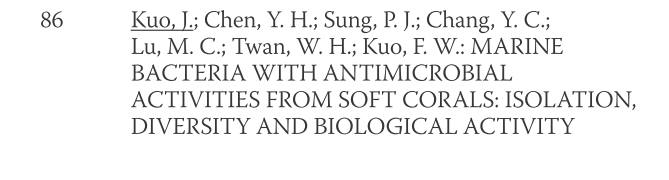 86 Kuo, J.; Chen, Y. H.; Sung, P. J.; Chang, Y. C.;
Lu, M. C.; Twan, W. H.; Kuo, F. W.: MARINE
BACTERIA WITH ANTIMICROBIAL
ACTIVITIES FROM SOFT CORALS: ISOLATION,
DIVERSITY AND BIOLOGICAL ACTIVITY